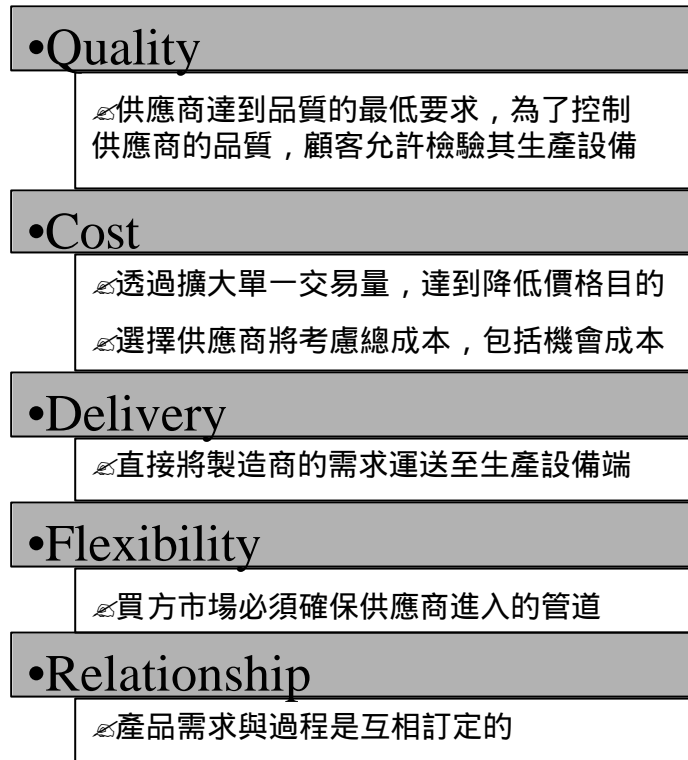 •Quality
✍供應商達到品質的最低要求，為了控制
供應商的品質，顧客允許檢驗其生產設備
•Cost
✍透過擴大單一交易量，達到降低價格目的
✍選擇供應商將考慮總成本，包括機會成本
•Delivery
✍直接將製造商的需求運送至生產設備端
•Flexibility
✍買方市場必須確保供應商進入的管道
•Relationship
✍產品需求與過程是互相訂定的